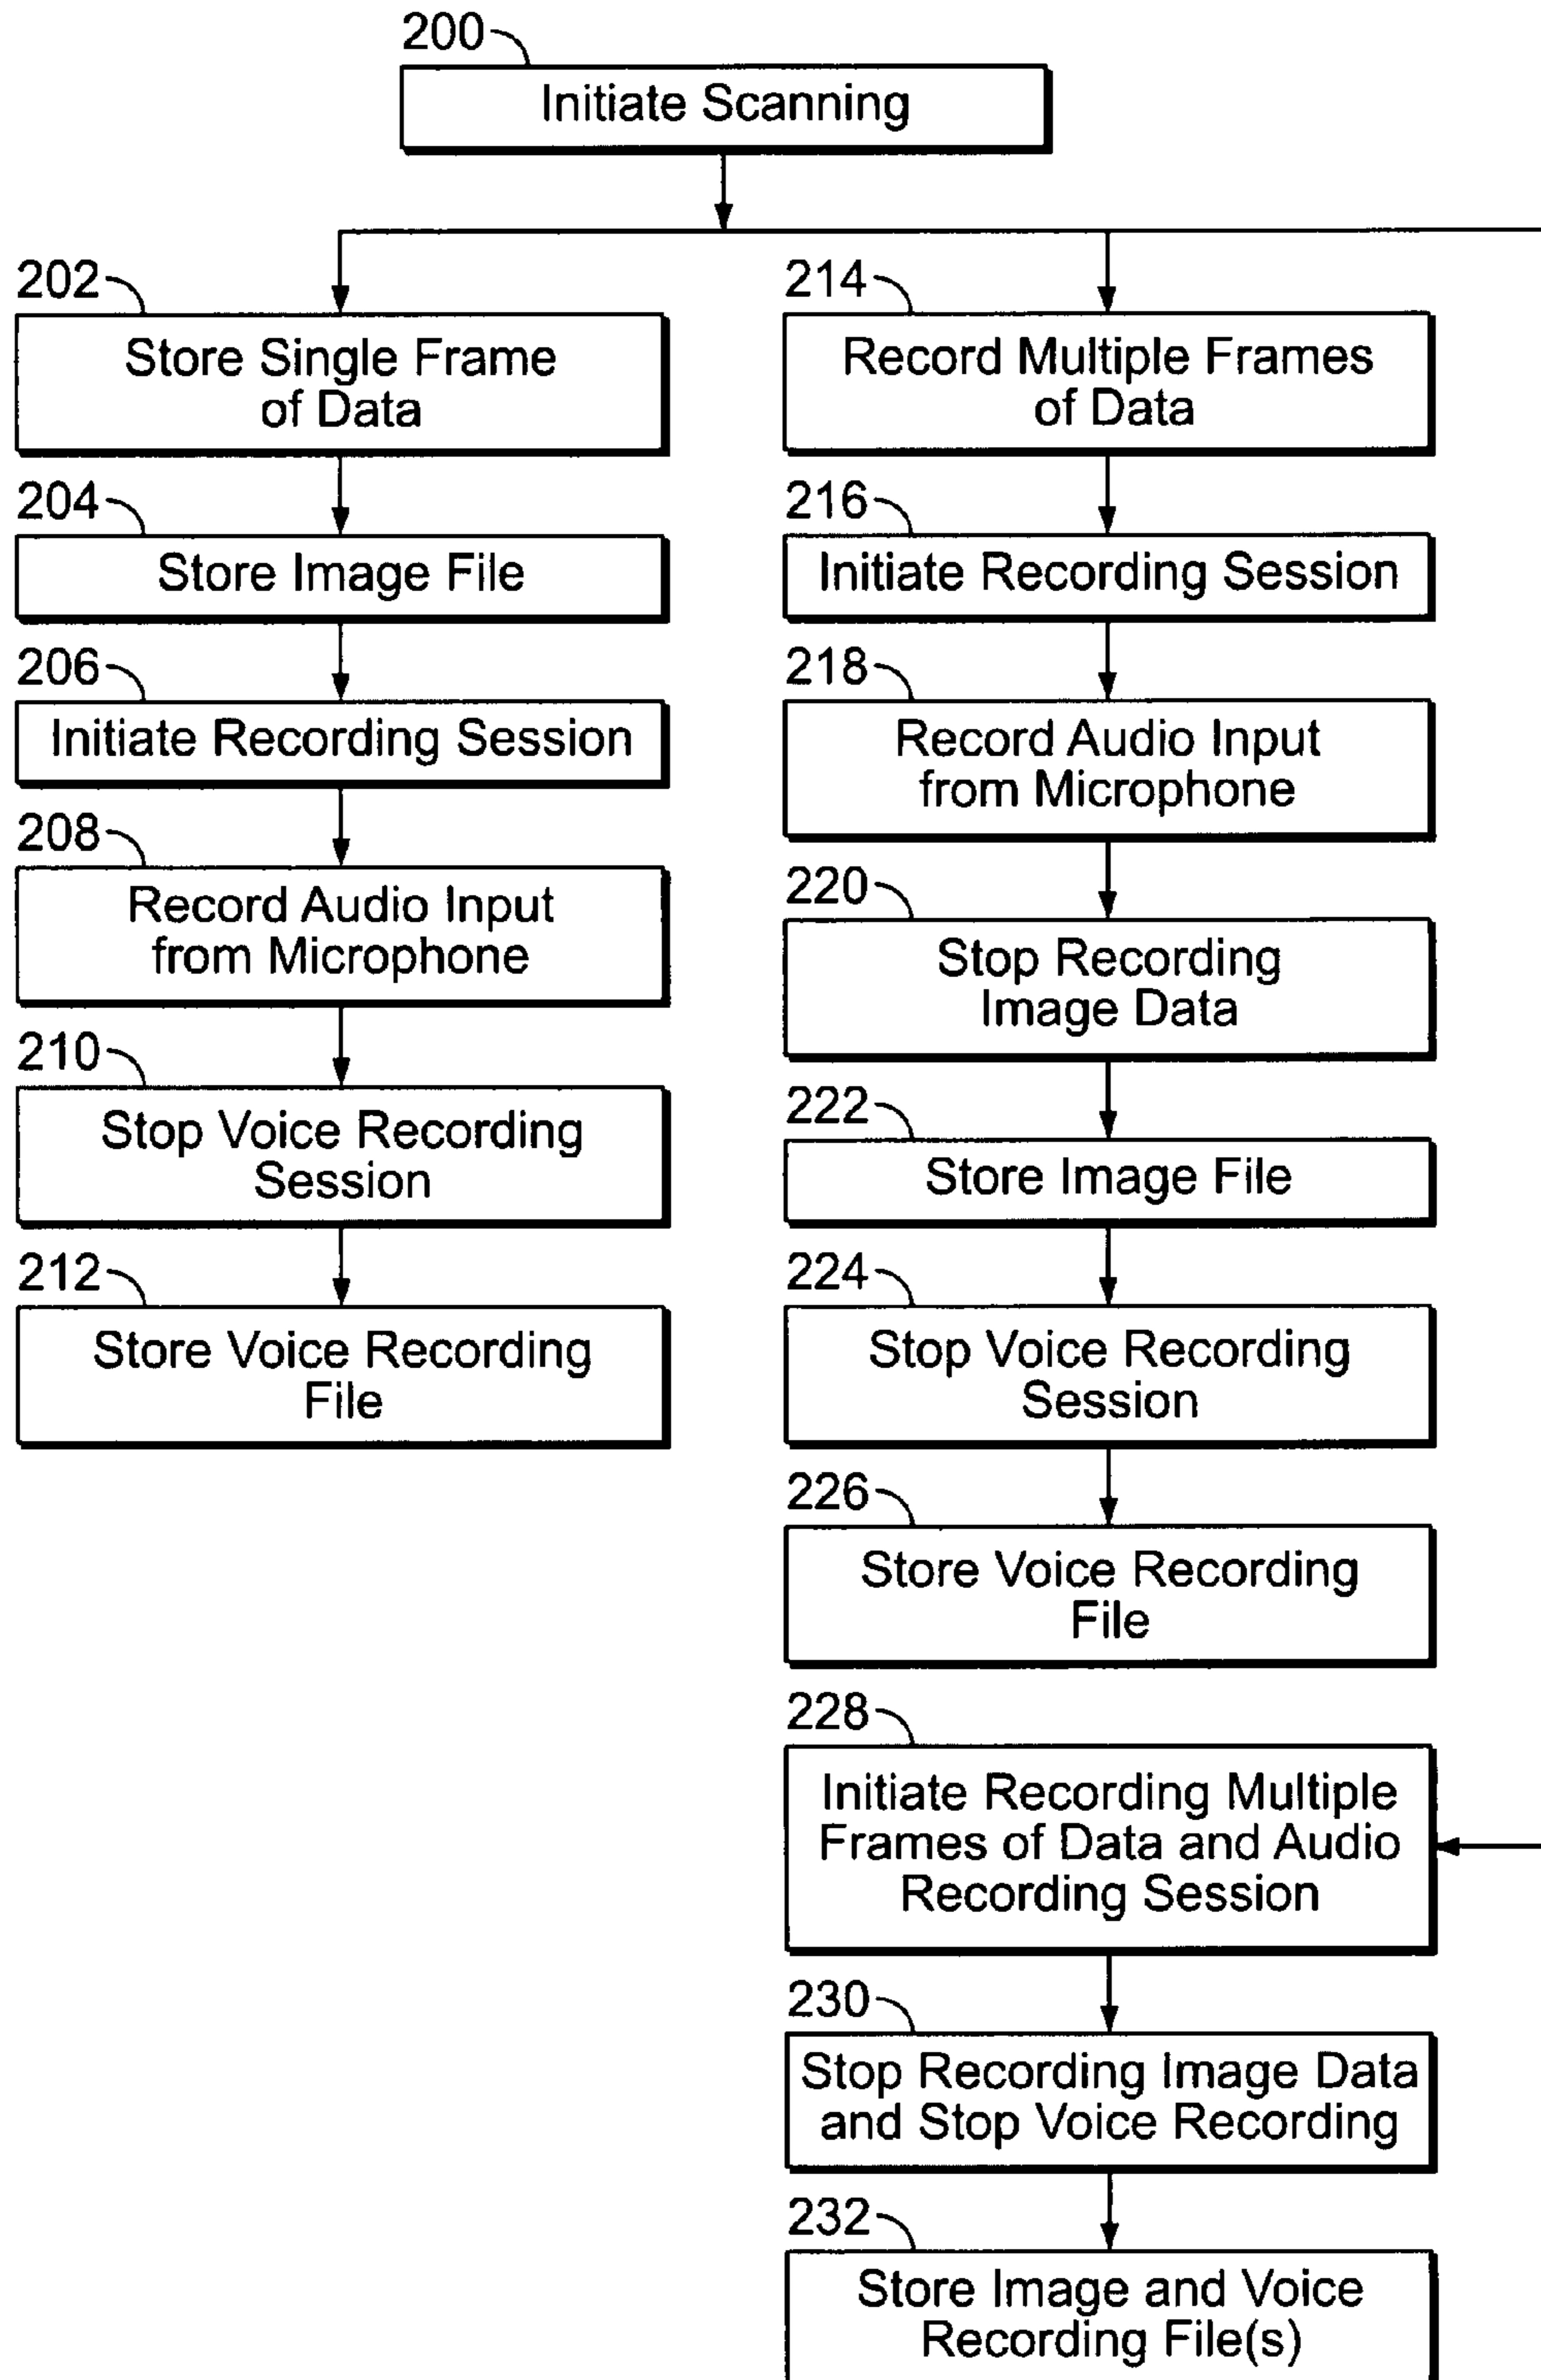 200
Initiate Scanning
202
Store Single Frame
of Data
204
Store Image File
206
Initiate Recording Session
208
Record Audio Input
from Microphone
210
Stop Voice Recording
Session
212
Store Voice Recording
File
214
Record Multiple Frames
of Data
216
Initiate Recording Session
218
Record Audio Input
from Microphone
220
Stop Recording
Image Data
222
Store Image File
224
Stop Voice Recording
Session
226
Store Voice Recording
File
228
Initiate Recording Multiple
Frames of Data and Audio
Recording Session
230
Stop Recording Image Data
and Stop Voice Recording
232
Store Image and Voice
Recording File(s)